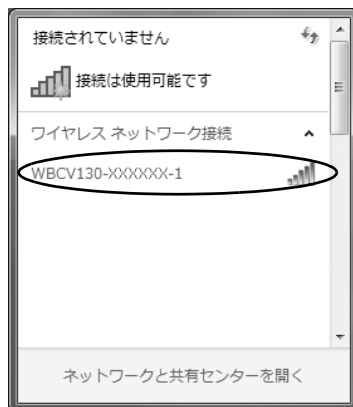 接続されていません
接続は使用可能です
ワイヤレス ネットワーク接続
WBCV130-XXXXXX-1
ネットワークと共有センターを開く